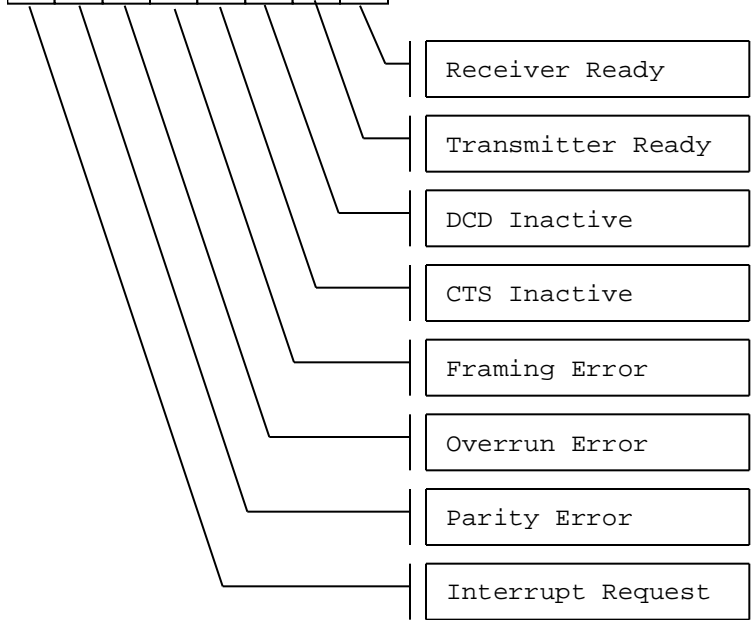 Receiver Ready
Transmitter Ready
DCD Inactive
CTS Inactive
Framing Error
Overrun Error
Parity Error
Interrupt Request